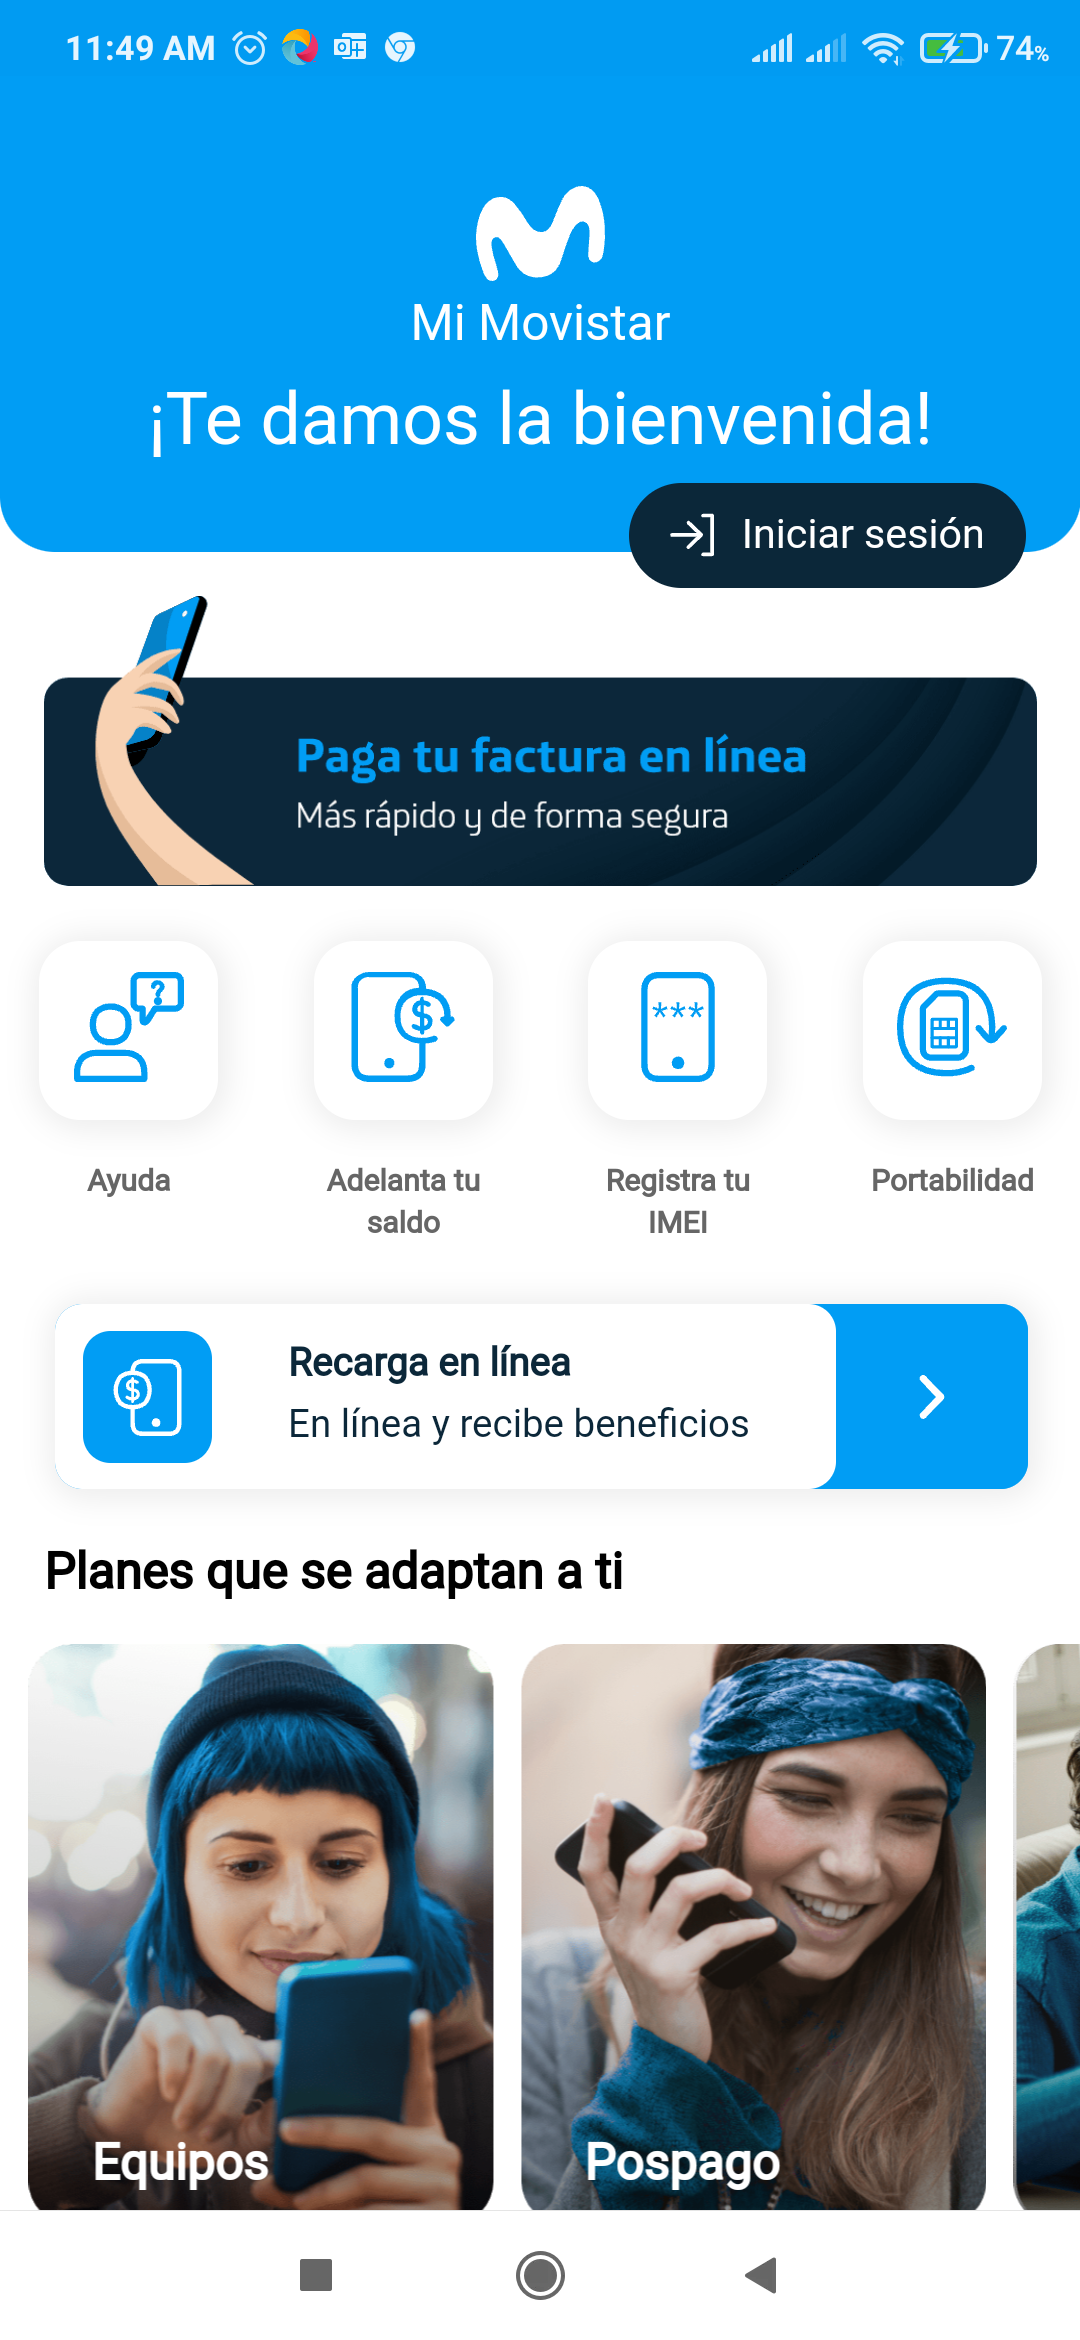 11:49 AM
74%
Mi Movistar
¡Te damos la bienvenida!
Iniciar sesión
Paga tu factura en línea
Más rápido y de forma segura
Ayuda
Adelanta tu
saldo
Registra tu
IMEI
Portabilidad
Recarga en línea
En línea y recibe beneficios
Planes que se adaptan a ti
Equipos
Pospago